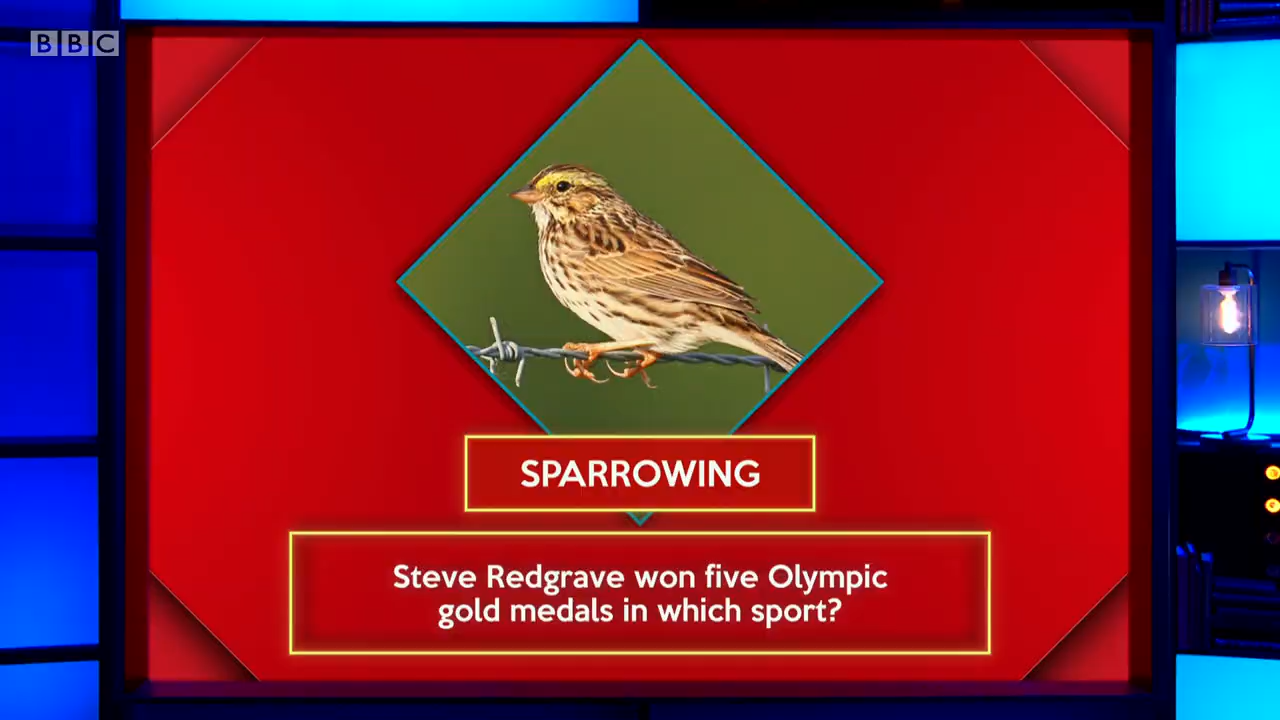 BBC
SPARROWING
Steve Redgrave won five Olympic
gold medals in which sport?